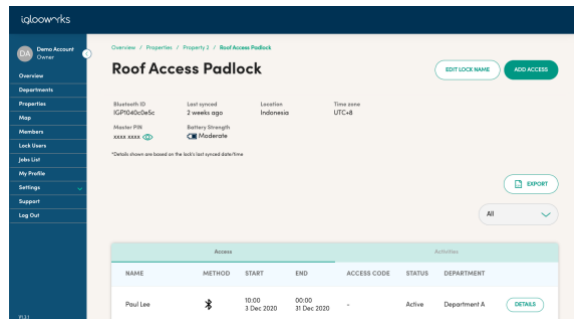 iglooworks
DA
Demo Account
Owner
Overview
Departments
Properties
Map
Members
Lock Users
Jobs List
My Profile
Settings
Support
Log Out
V1.3.1
Overview / Properties / Property 2 / Roof Access Padlock
Roof Access Padlock
EDIT LOCK NAME
ADD ACCESS
Bluetooth ID
IGP1040c0e5c
Last synced
2 weeks ago
Location
Indonesia
Time zone
UTC+8
Master PIN
xxxx xxxx
Battery Strength
Moderate
*Details shown are based on the lock's last synced date/time
EXPORT
All
Access
Activities
NAME METHOD START END ACCESS CODE STATUS DEPARTMENT
Paul Lee 10:00 00:00 - Active Department A DETAILS
3 Dec 2020 31 Dec 2020